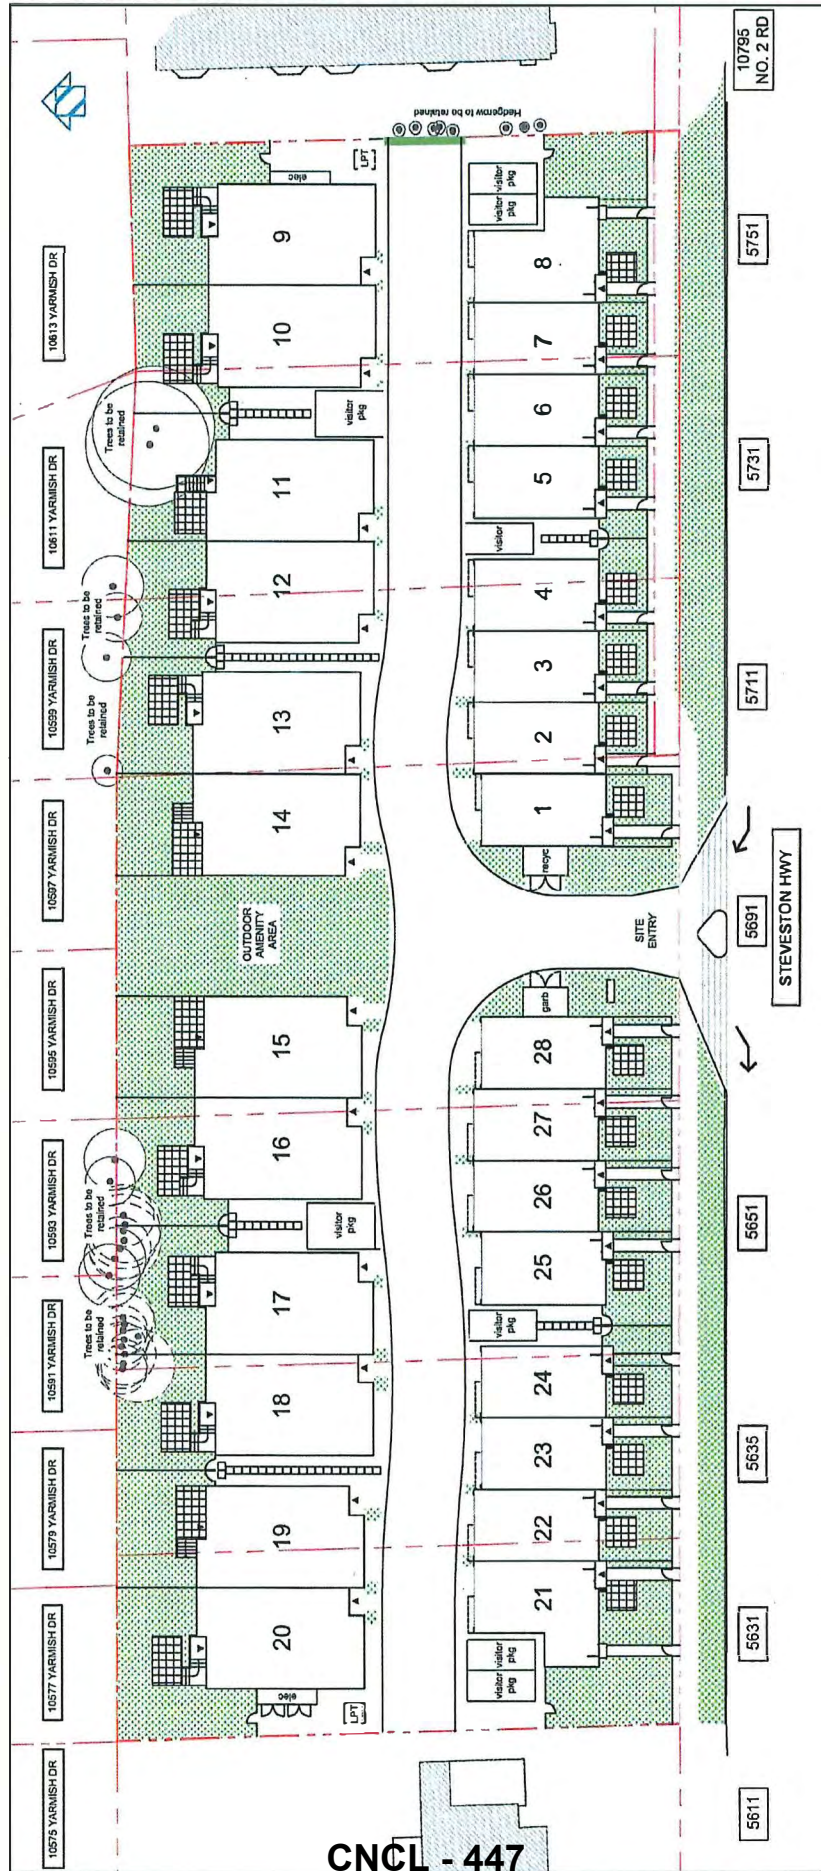 10575 YARMISH DR
10577 YARMISH DR
10579 YARMISH DR
10591 YARMISH DR
10593 YARMISH DR
10595 YARMISH DR
10597 YARMISH DR
10599 YARMISH DR
10611 YARMISH DR
10613 YARMISH DR
Trees to be
retained
Trees to be
retained
Trees to be
retained
Trees to be
retained
Trees to be
retained
20
19
18
17
16
15
OUTDOOR
AMENITY
AREA
14
13
12
11
10
9
elec
elec
LPT
LPT
visitor
pkg
visitor
pkg
Hedgerow to be retained
visitor
pkg
visitor
pkg
visitor
pkg
visitor
visitor
pkg
visitor
pkg
21
22
23
24
25
26
27
28
garb
recyc
1
2
3
4
5
6
7
8
SITE
ENTRY
5611
5631
5635
5651
5691
5711
5731
5751
10795
NO. 2 RD
STEVESTON HWY
CNCL - 447